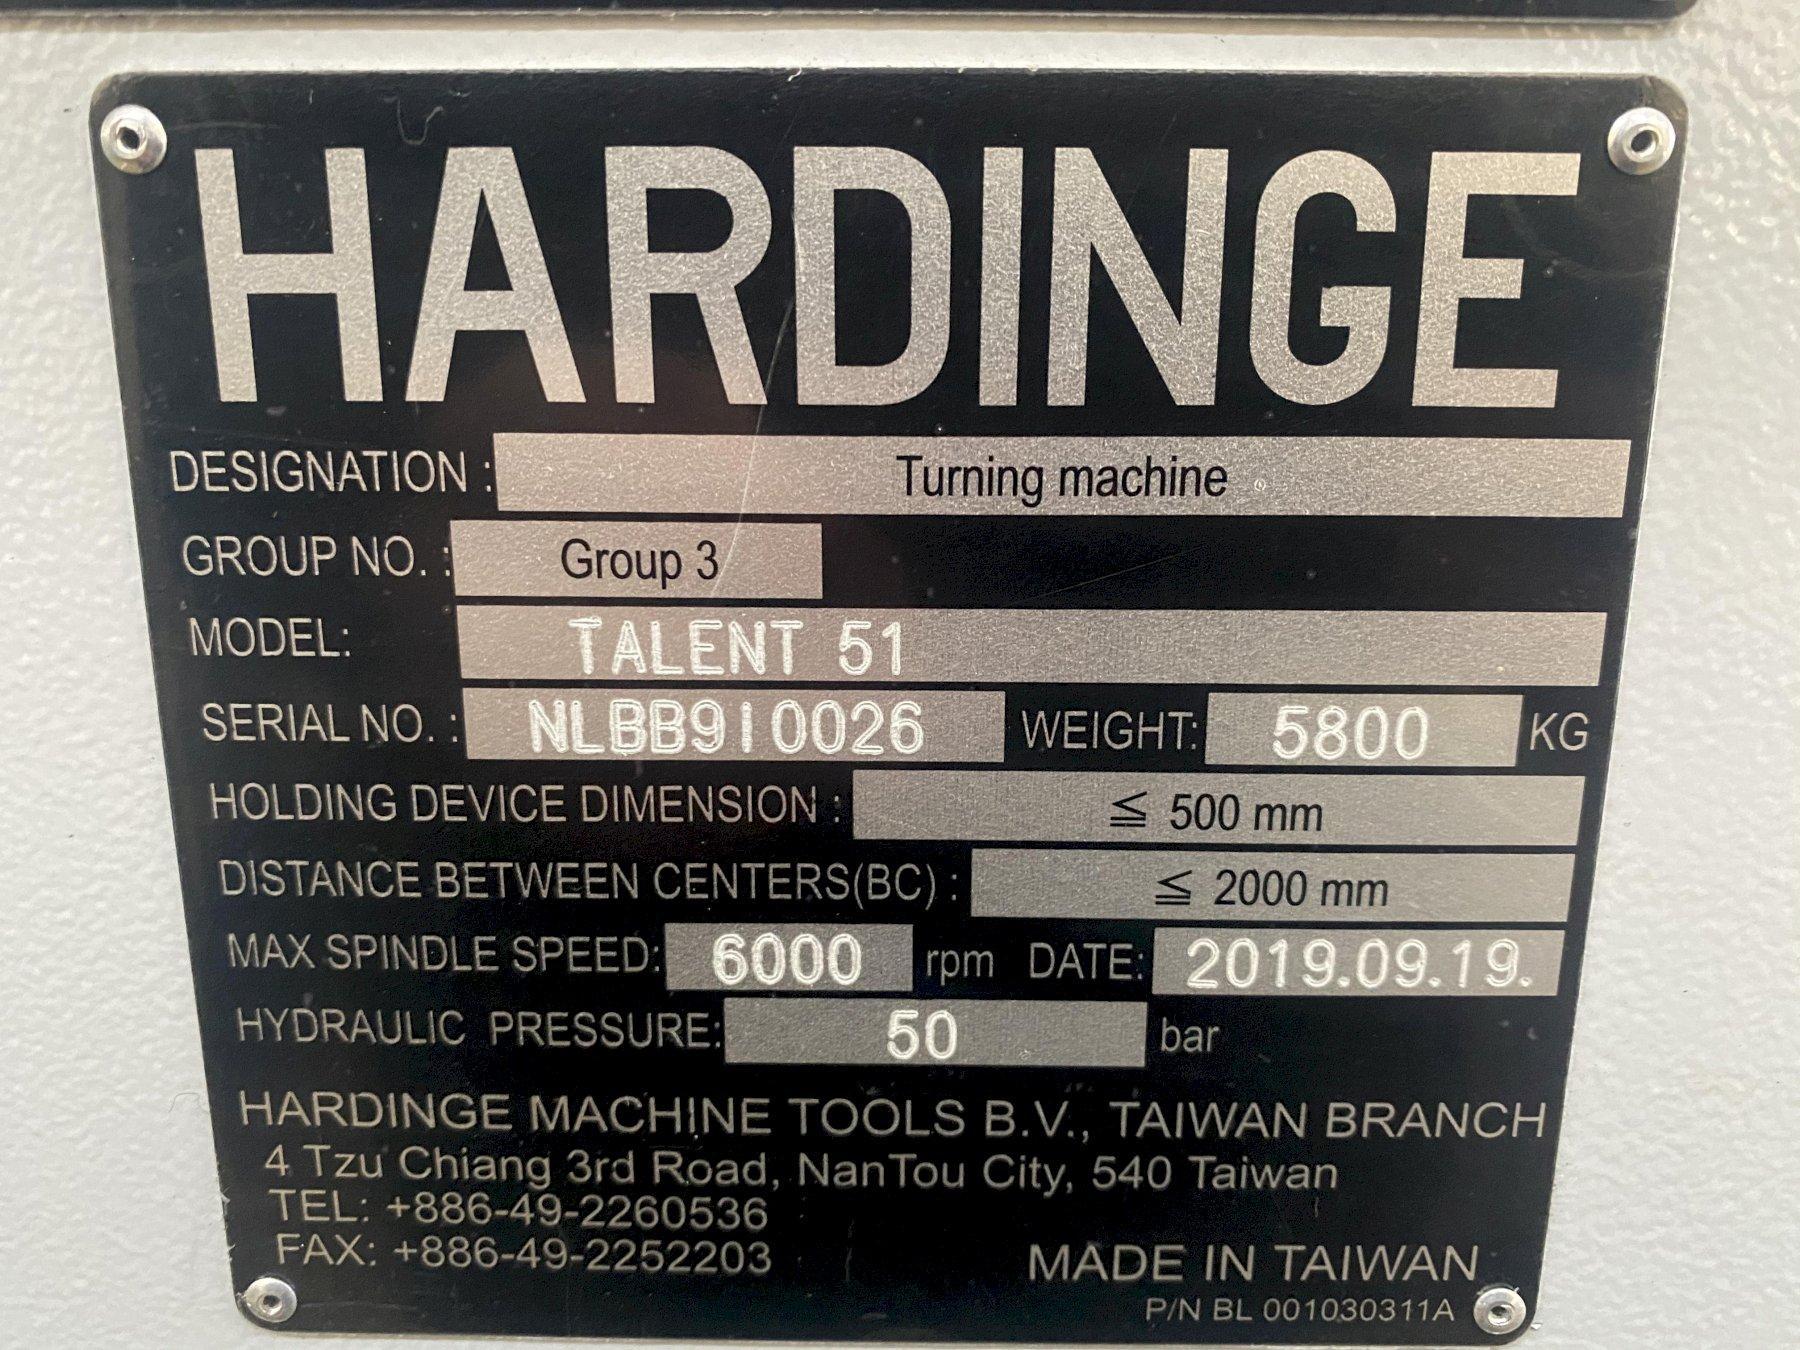 HARDINGE
DESIGNATION : Turning machine
GROUP NO. : Group 3
MODEL: TALENT 51
SERIAL NO. : NLBB910026 WEIGHT: 5800 KG
HOLDING DEVICE DIMENSION : ≦ 500 mm
DISTANCE BETWEEN CENTERS(BC) : ≦ 2000 mm
MAX SPINDLE SPEED: 6000 rpm DATE: 2019.09.19.
HYDRAULIC PRESSURE: 50 bar
HARDINGE MACHINE TOOLS B.V., TAIWAN BRANCH
4 Tzu Chiang 3rd Road, NanTou City, 540 Taiwan
TEL: +886-49-2260536
FAX: +886-49-2252203
MADE IN TAIWAN
P/N BL 001030311A